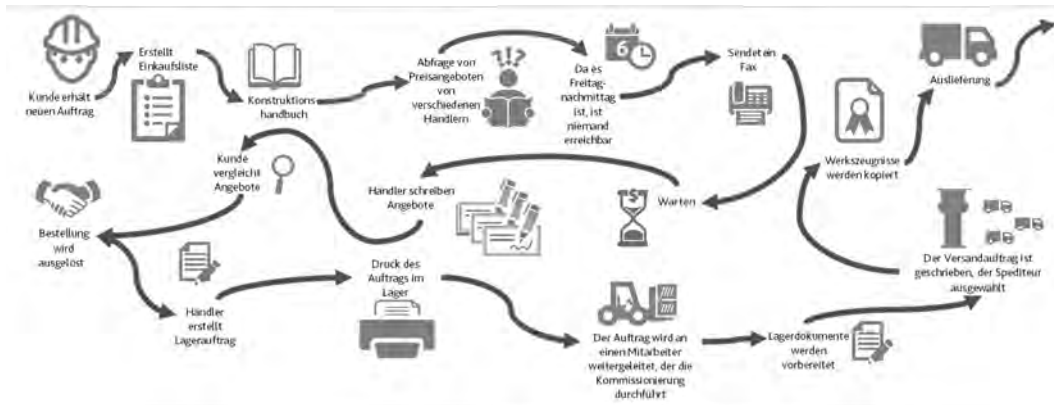 Kunde erhält
neuen Auftrag
Erstellt
Einkaufsliste
Konstruktions
handbuch
Abfrage von
Preisangeboten
von
verschiedenen
Händlern
!?!
Da es
Freitag-
nachmittag
ist, ist
niemand
erreichbar
6
Sendet ein
Fax
Warten
$
Händler schreiben
Angebote
Kunde
vergleicht
Angebote
Bestellung
wird
ausgelöst
Händler
erstellt
Lagerauftrag
Druck des
Auftrags im
Lager
Der Auftrag wird an
einen Mitarbeiter
weitergeleitet, der die
Kommissionierung
durchführt
Lagerdokumente
werden
vorbereitet
Der Versandauftrag ist
geschrieben, der Spediteur
ausgewählt
Werkszeugnisse
werden kopiert
Auslieferung